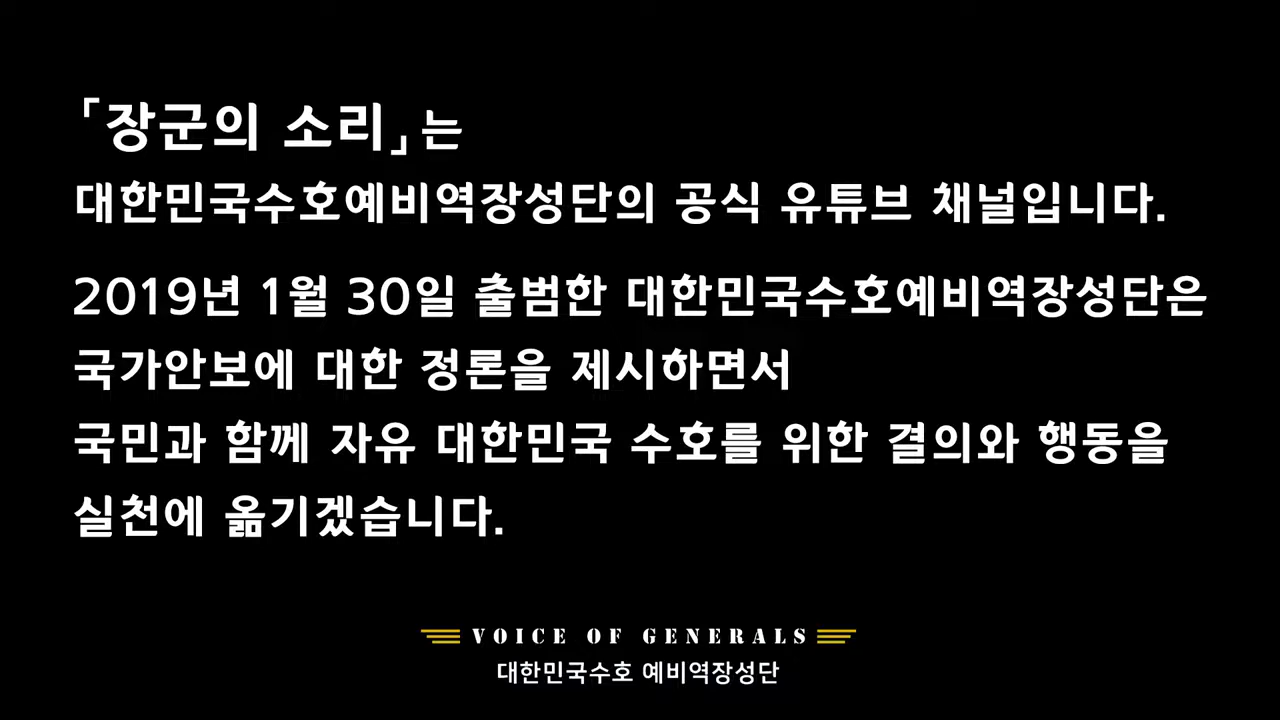 「장군의 소리」는
대한민국수호예비역장성단의 공식 유튜브 채널입니다.
2019년 1월 30일 출범한 대한민국수호예비역장성단은
국가안보에 대한 정론을 제시하면서
국민과 함께 자유 대한민국 수호를 위한 결의와 행동을
실천에 옮기겠습니다.
VOICE OF GENERALS
대한민국수호 예비역장성단